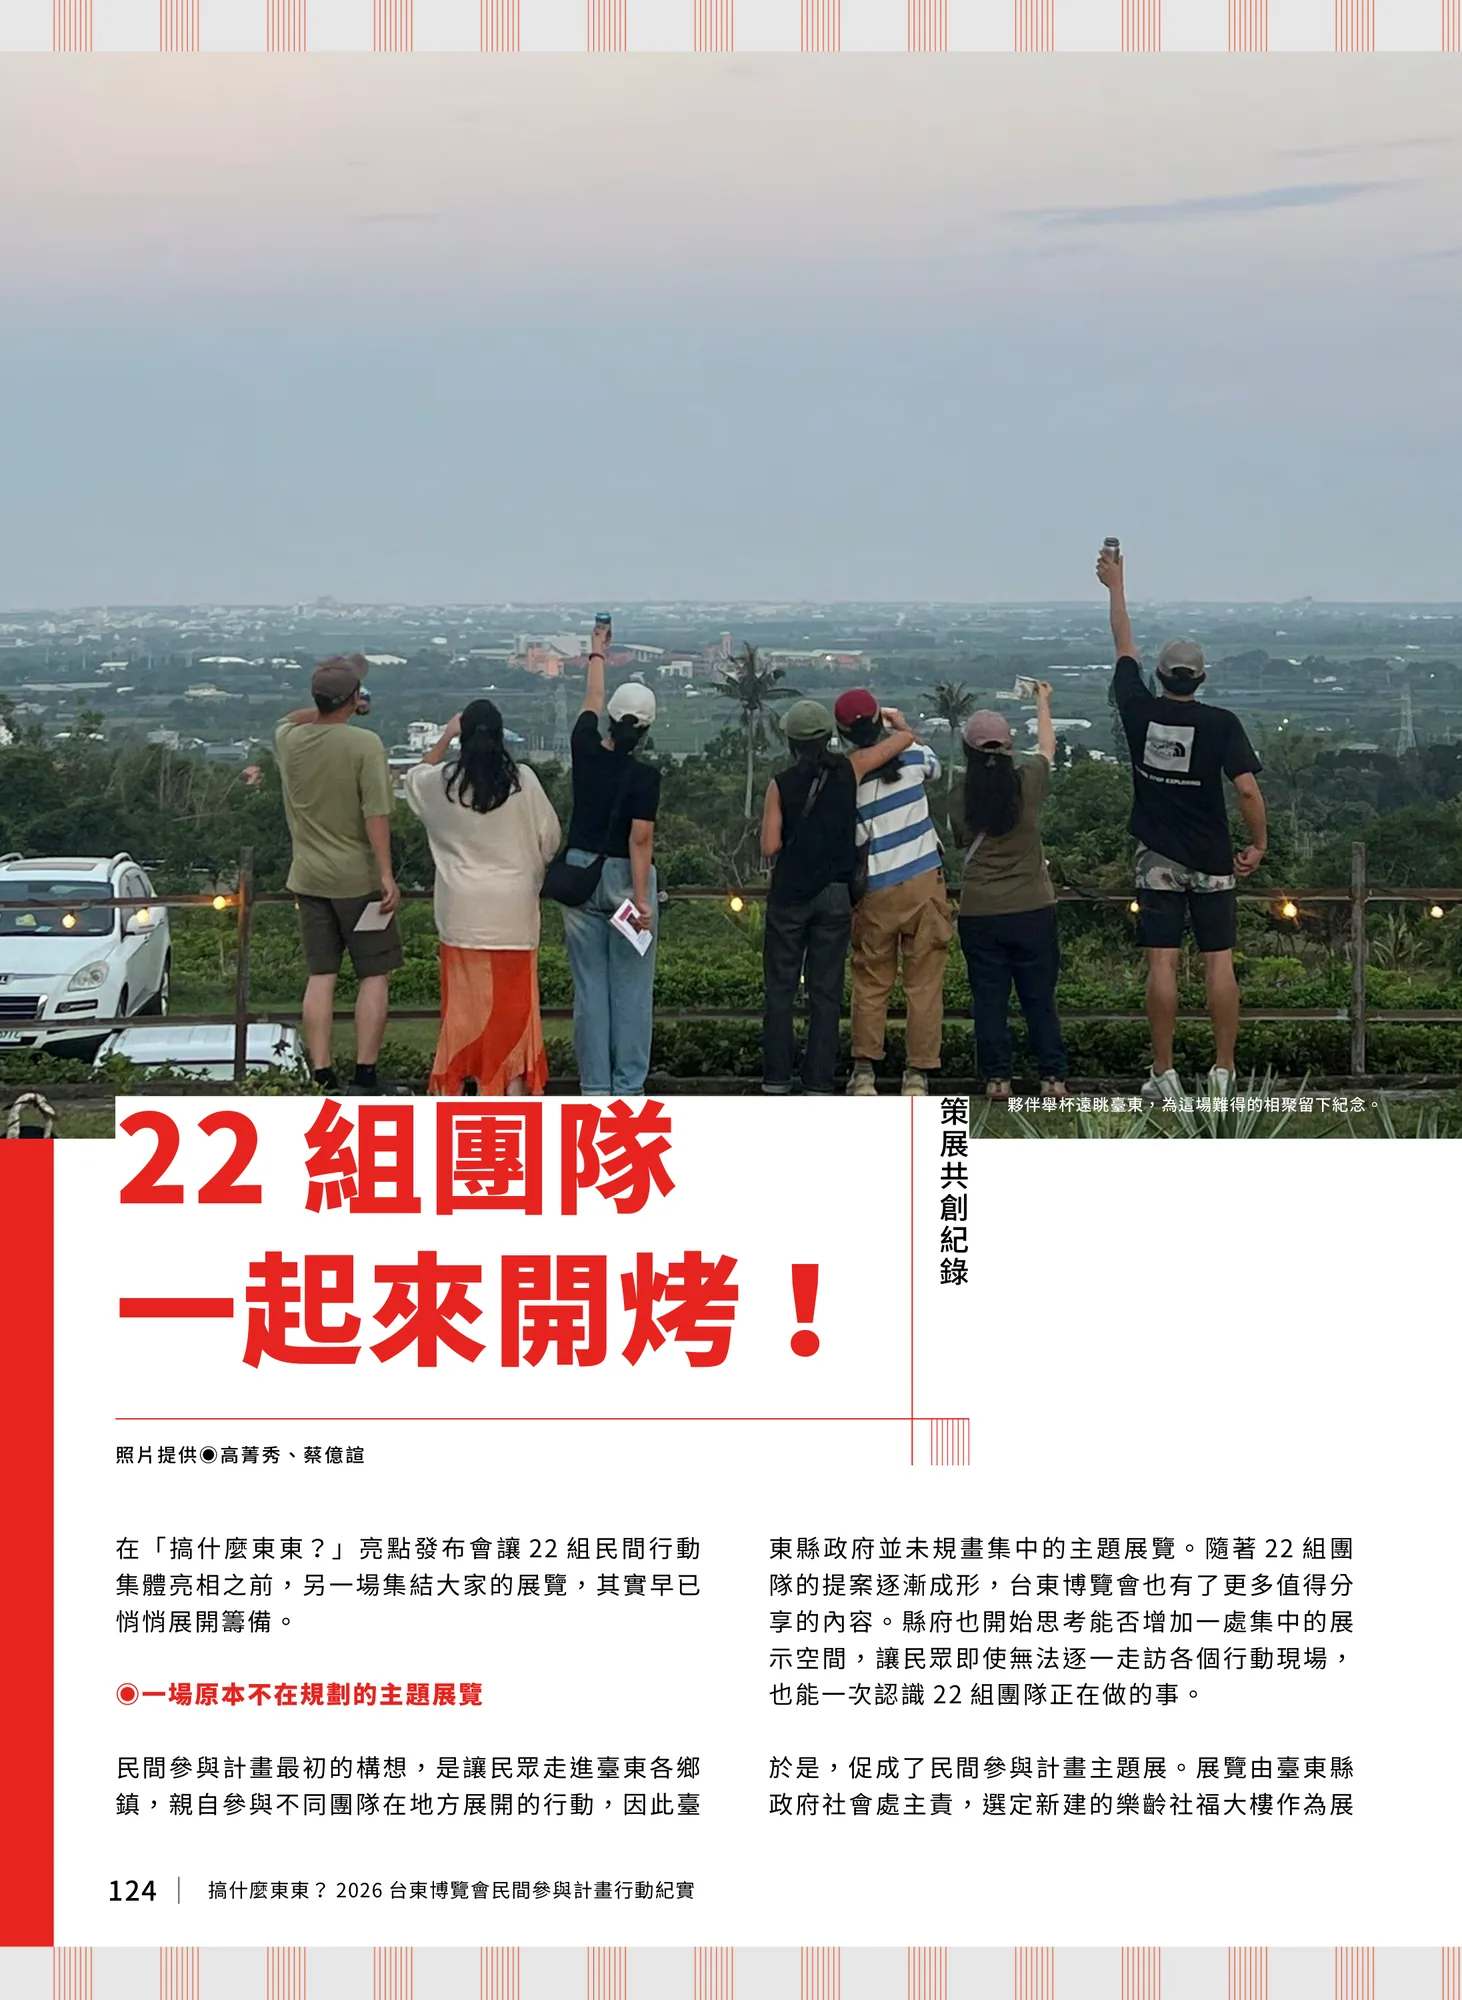 夥伴舉杯遠眺臺東，為這場難得的相聚留下紀念。
22 組團隊
一起來開烤！
策展共創紀錄
照片提供◉高菁秀、蔡億諠
在「搞什麼東東？」亮點發布會讓 22 組民間行動
集體亮相之前，另一場集結大家的展覽，其實早已
悄悄展開籌備。
◉一場原本不在規劃的主題展覽
民間參與計畫最初的構想，是讓民眾走進臺東各鄉
鎮，親自參與不同團隊在地方展開的行動，因此臺
東縣政府並未規畫集中的主題展覽。隨著 22 組團
隊的提案逐漸成形，台東博覽會也有了更多值得分
享的內容。縣府也開始思考能否增加一處集中的展
示空間，讓民眾即使無法逐一走訪各個行動現場，
也能一次認識 22 組團隊正在做的事。
於是，促成了民間參與計畫主題展。展覽由臺東縣
政府社會處主責，選定新建的樂齡社福大樓作為展
124
搞什麼東東？ 2026 台東博覽會民間參與計畫行動紀實